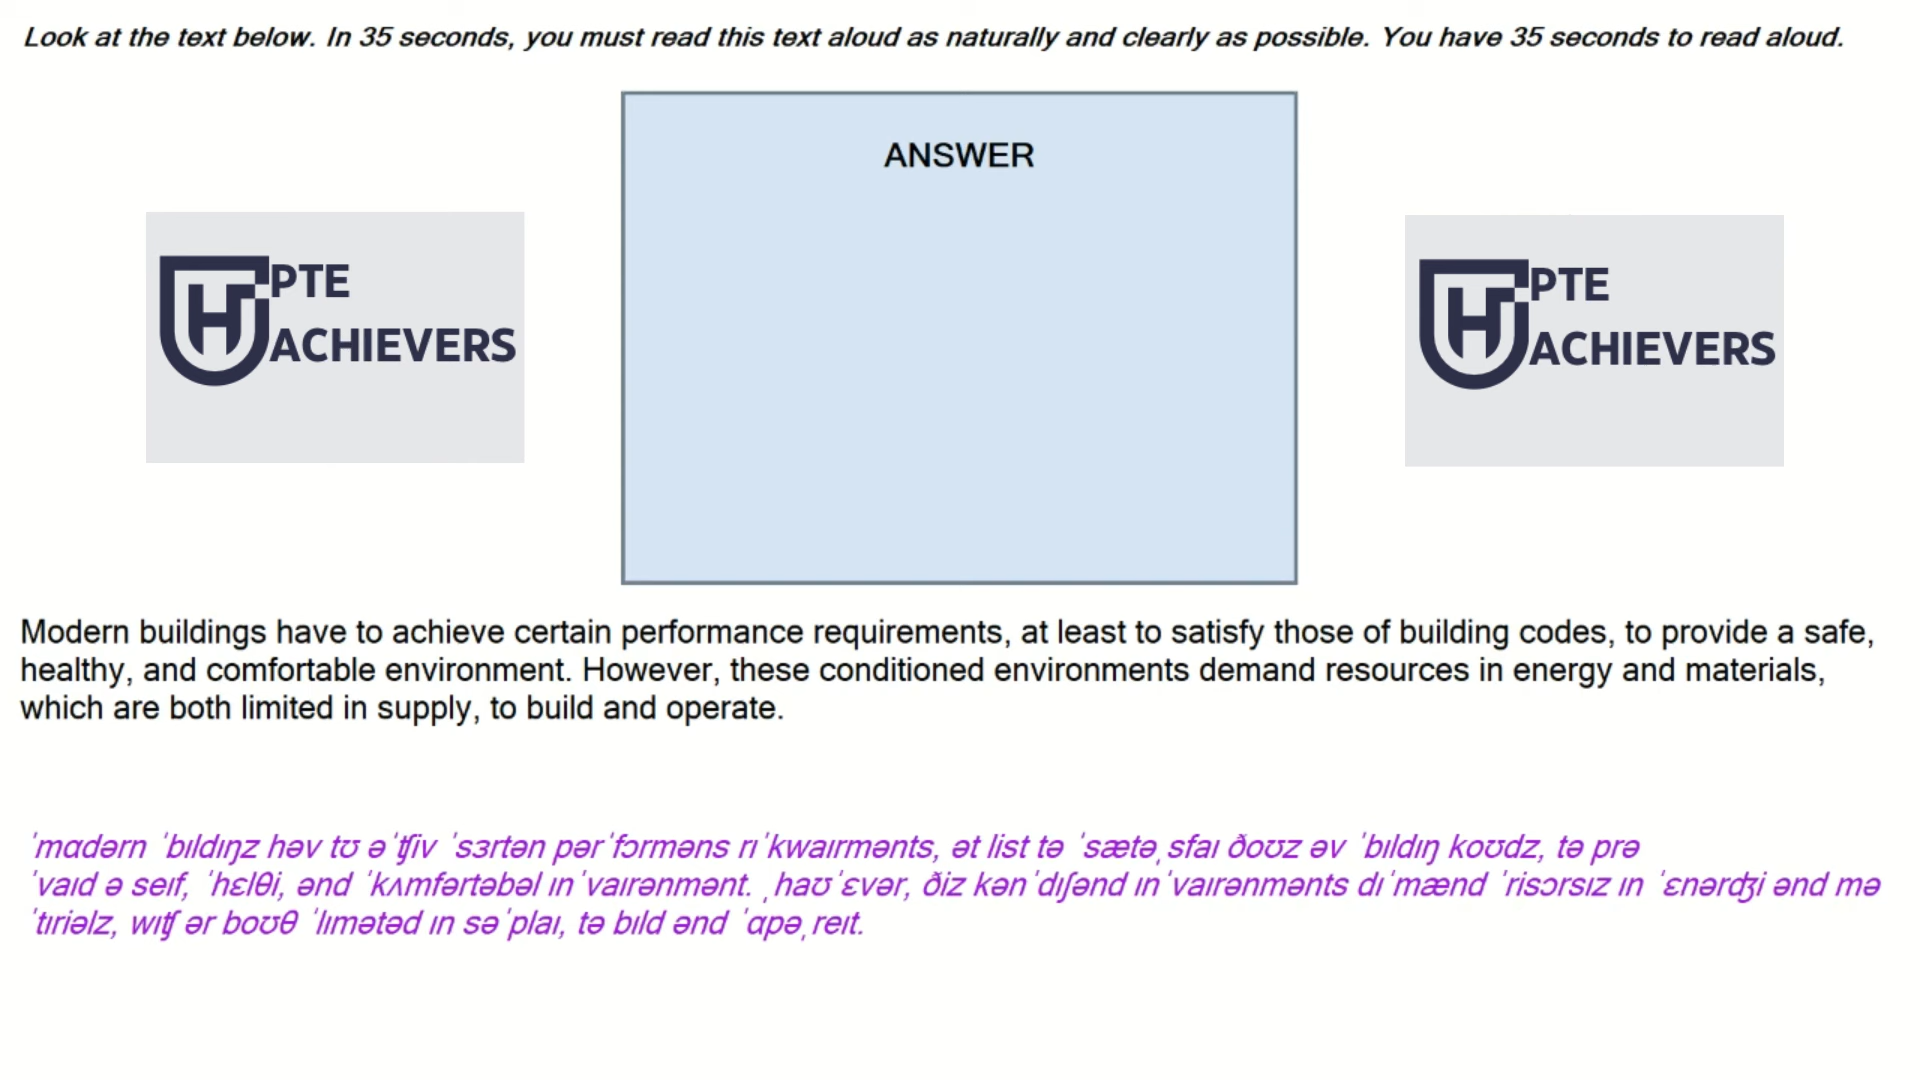 Look at the text below. In 35 seconds, you must read this text aloud as naturally and clearly as possible. You have 35 seconds to read aloud.
ANSWER
PTE
ACHIEVERS
PTE
ACHIEVERS
Modern buildings have to achieve certain performance requirements, at least to satisfy those of building codes, to provide a safe,
healthy, and comfortable environment. However, these conditioned environments demand resources in energy and materials,
which are both limited in supply, to build and operate.
ˈmɑdərn ˈbɪldɪŋz həv tʊ əˈʧiv ˈsɜrtən pərˈfɔrməns rɪˈkwaɪrmənts, ət list tə ˈsætəˌsfaɪ ðoʊz əv ˈbɪldɪŋ koʊdz, tə prə
ˈvaɪd ə seɪf, ˈhɛlθi, ənd ˈkʌmfərtəbəl ɪnˈvaɪrənmənt. ˌhaʊˈɛvər, ðiz kənˈdɪʃənd ɪnˈvaɪrənmənts dɪˈmænd ˈrisɔrsɪz ɪn ˈɛnərʤi ənd mə
ˈtɪriəlz, wɪʧ ər boʊθ ˈlɪmətəd ɪn səˈplaɪ, tə bɪld ənd ˈɑpəˌreɪt.